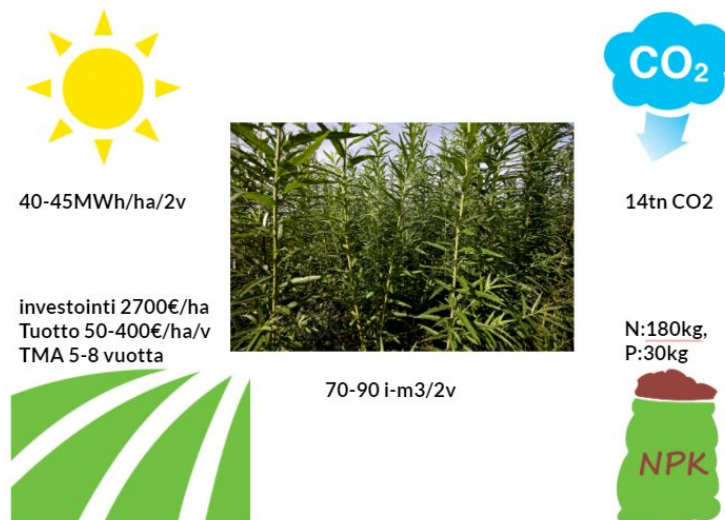 CO2
40-45MWh/ha/2v
14tn CO2
investointi 2700€/ha
Tuotto 50-400€/ha/v
TMA 5-8 vuotta
N:180kg,
P:30kg
70-90 i-m3/2v
NPK